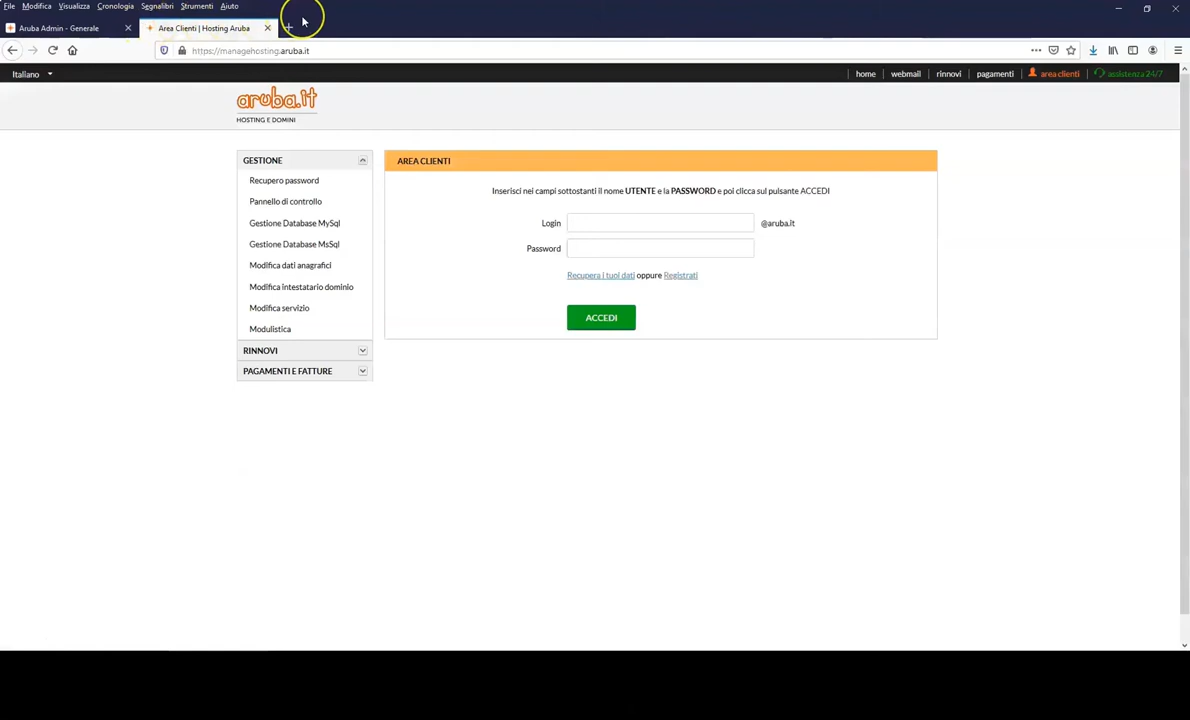 File Modifica Visualizza Cronologia Segnalibri Strumenti Aiuto
Aruba Admin - Generale
Area Clienti | Hosting Aruba
https://managehosting.aruba.it
Italiano
home webmail rinnovi pagamenti area clienti assistenza 24/7
aruba.it
HOSTING E DOMINI
GESTIONE
Recupero password
Pannello di controllo
Gestione Database MySql
Gestione Database MsSql
Modifica dati anagrafici
Modifica intestatario dominio
Modifica servizio
Modulistica
RINNOVI
PAGAMENTI E FATTURE
AREA CLIENTI
Inserisci nei campi sottostanti il nome UTENTE e la PASSWORD e poi clicca sul pulsante ACCEDI
Login @aruba.it
Password
Recupera i tuoi dati oppure Registrati
ACCEDI